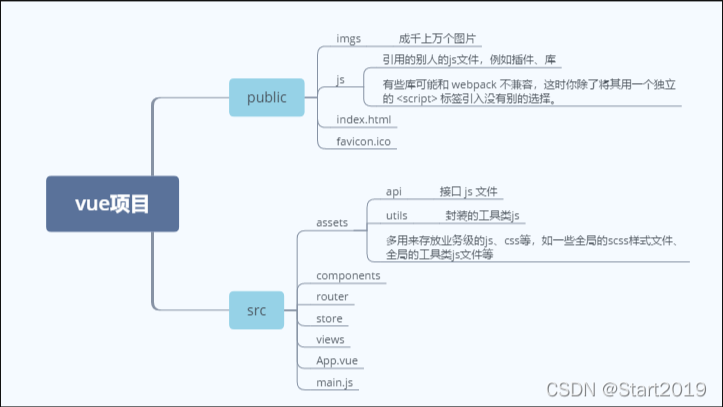 vue项目
public
imgs 成千上万个图片
js
引用的别人的js文件，例如插件、库
有些库可能和 webpack 不兼容，这时你除了将其用一个独立
的 <script> 标签引入没有别的选择。
index.html
favicon.ico
src
assets
api 接口 js 文件
utils 封装的工具类js
多用来存放业务级的js、css等，如一些全局的scss样式文件、
全局的工具类js文件等
components
router
store
views
App.vue
main.js
CSDN @Start2019